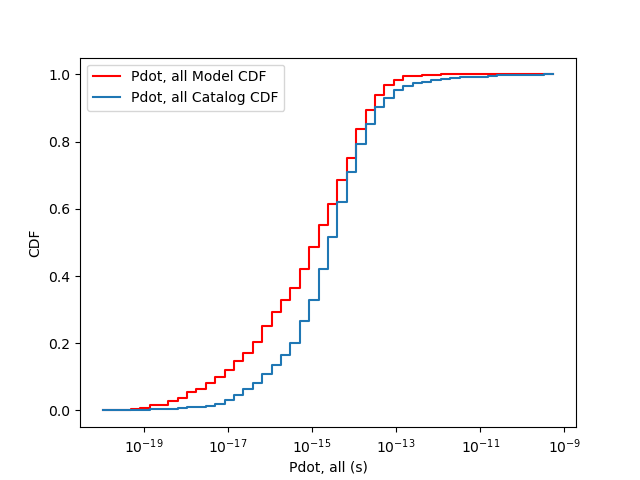 Pdot, all Model CDF
Pdot, all Catalog CDF
1.0
0.8
0.6
0.4
0.2
0.0
CDF
10⁻¹⁹ 10⁻¹⁷ 10⁻¹⁵ 10⁻¹³ 10⁻¹¹ 10⁻⁹
Pdot, all (s)